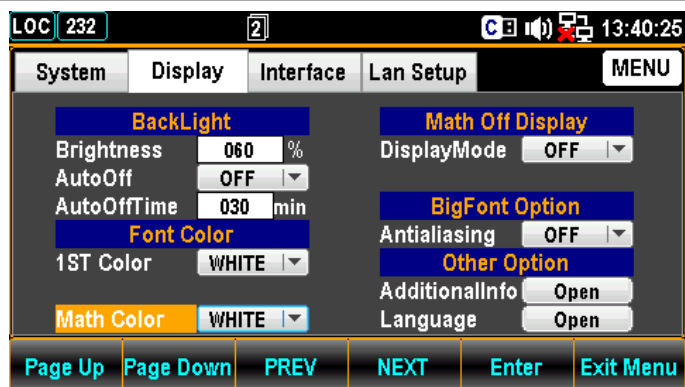 LOC 232 2 C E 13:40:25
System Display Interface Lan Setup MENU
BackLight
Brightness 060 %
AutoOff OFF
AutoOffTime 030 min
Font Color
1ST Color WHITE
Math Color WHITE
Math Off Display
DisplayMode OFF
BigFont Option
Antialiasing OFF
Other Option
AdditionalInfo Open
Language Open
Page Up Page Down PREV NEXT Enter Exit Menu